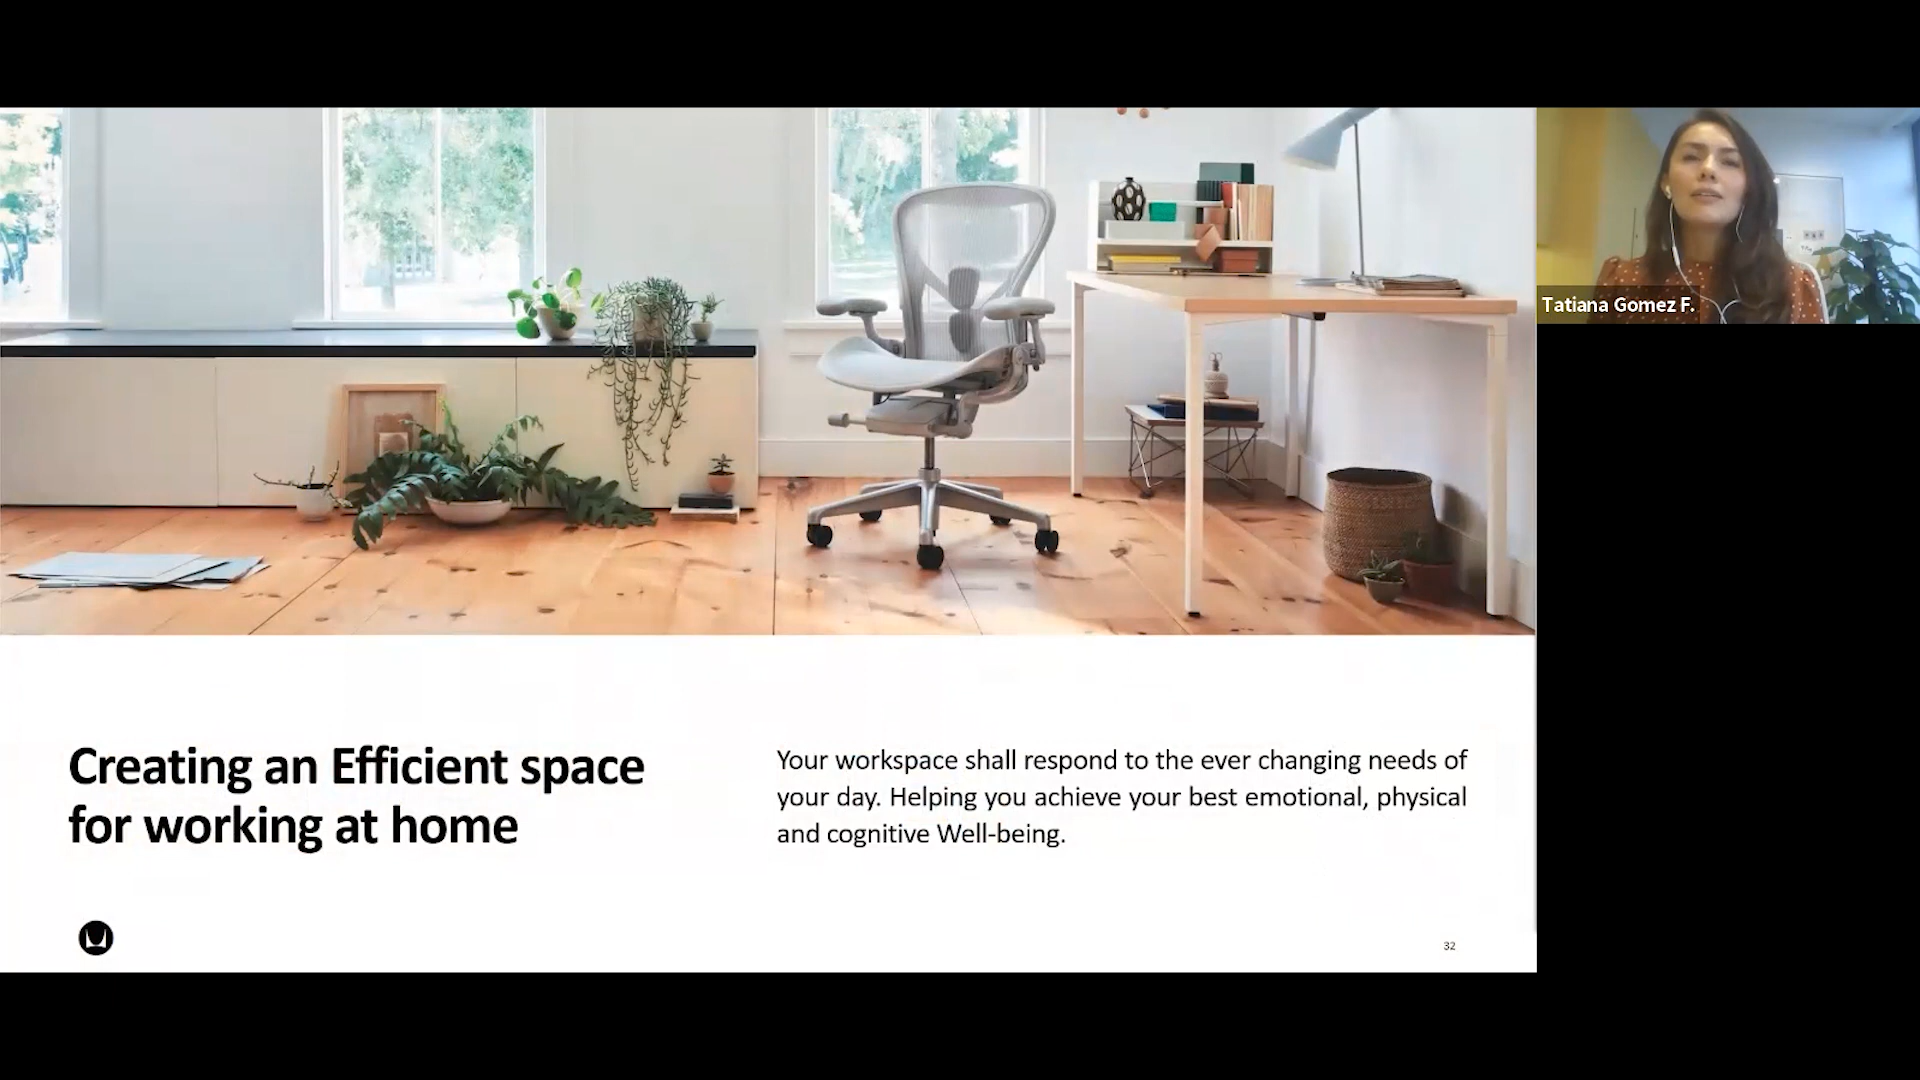 Tatiana Gomez F.
Creating an Efficient space
for working at home
Your workspace shall respond to the ever changing needs of
your day. Helping you achieve your best emotional, physical
and cognitive Well-being.
32